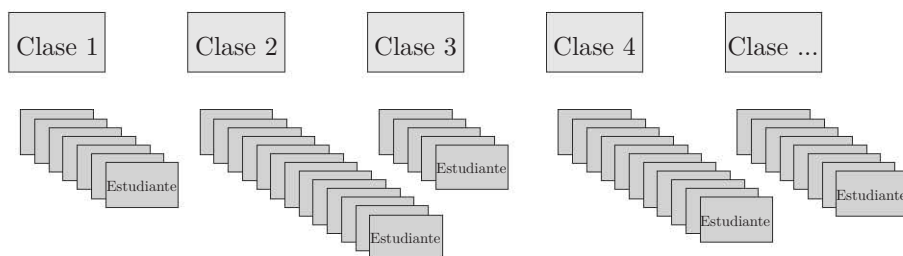 Clase 1
Clase 2
Clase 3
Clase 4
Clase ...
Estudiante
Estudiante
Estudiante
Estudiante
Estudiante